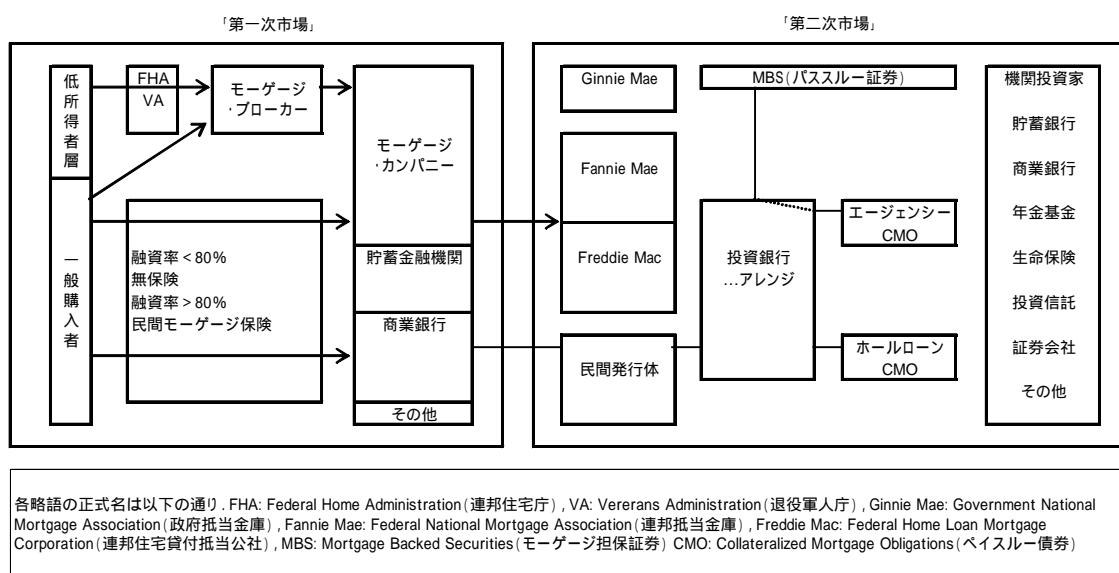 「第一次市場」
「第二次市場」
低所得者層
一般購入者
FHA
VA
モーゲージ
・ブローカー
融資率＜80%
無保険
融資率＞80%
民間モーゲージ保険
モーゲージ
・カンパニー
貯蓄金融機関
商業銀行
その他
Ginnie Mae
Fannie Mae
Freddie Mac
民間発行体
MBS(パススルー証券)
投資銀行
…アレンジ
エージェンシー
CMO
ホールローン
CMO
機関投資家
貯蓄銀行
商業銀行
年金基金
生命保険
投資信託
証券会社
その他
各略語の正式名は以下の通り. FHA: Federal Home Administration(連邦住宅庁), VA: Vererans Administration(退役軍人庁), Ginnie Mae: Government National
Mortgage Association(政府抵当金庫), Fannie Mae: Federal National Mortgage Association(連邦抵当金庫), Freddie Mac: Federal Home Loan Mortgage
Corporation(連邦住宅貸付抵当公社), MBS: Mortgage Backed Securities(モーゲージ担保証券) CMO: Collateralized Mortgage Obligations(ペイスルー債券)